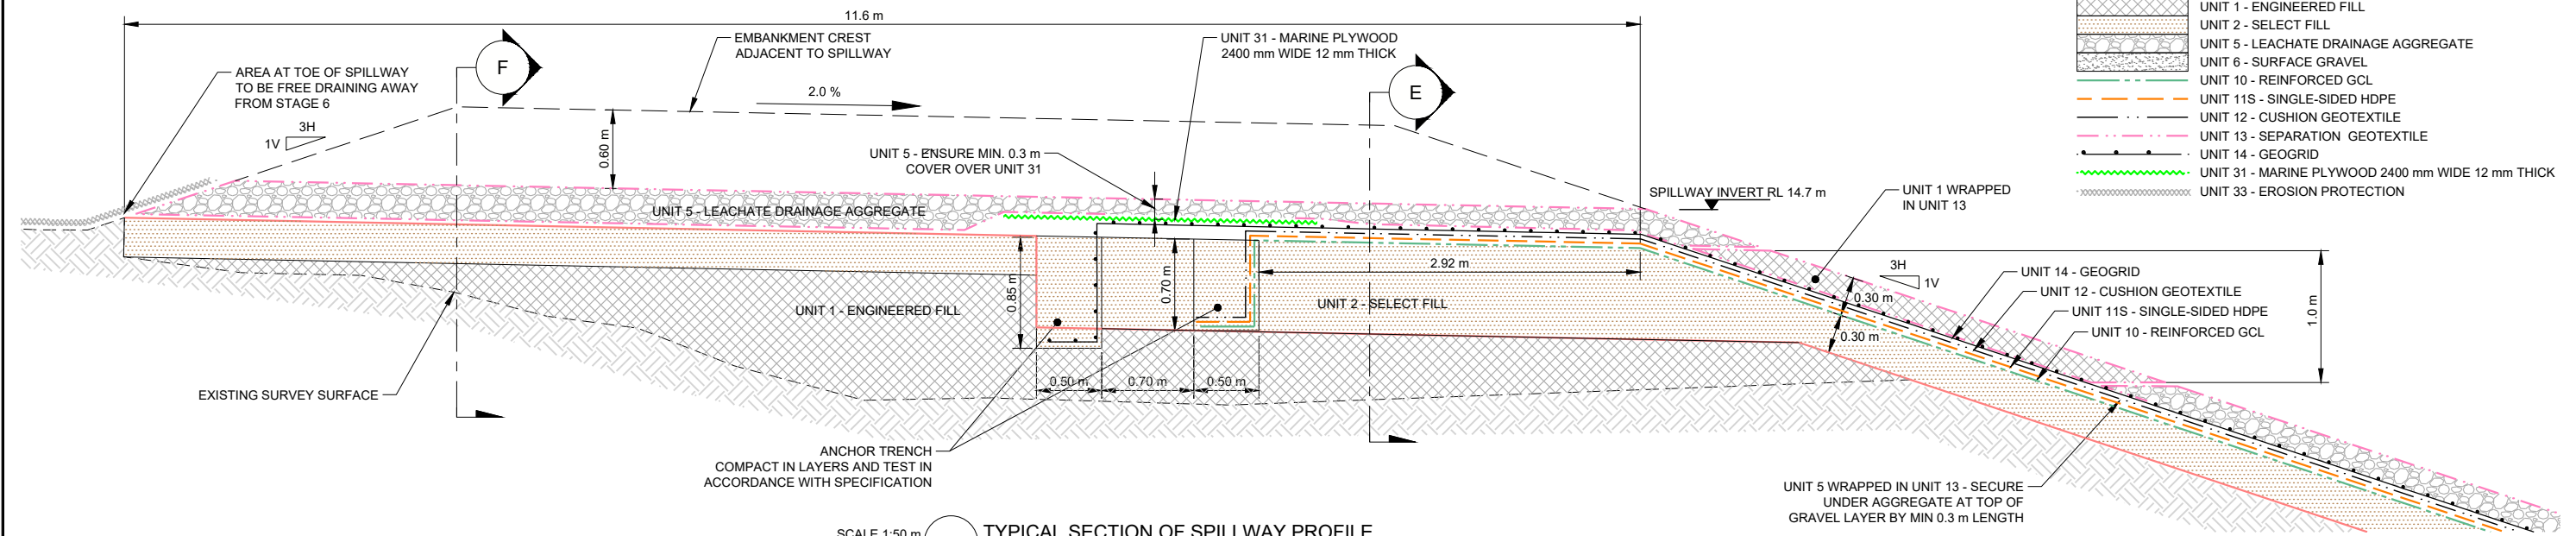 11.6 m
EMBANKMENT CREST
ADJACENT TO SPILLWAY
UNIT 31 - MARINE PLYWOOD
2400 mm WIDE 12 mm THICK
AREA AT TOE OF SPILLWAY
TO BE FREE DRAINING AWAY
FROM STAGE 6
F
E
2.0 %
3H
1V
0.60 m
UNIT 5 - ENSURE MIN. 0.3 m
COVER OVER UNIT 31
SPILLWAY INVERT RL 14.7 m
UNIT 1 WRAPPED
IN UNIT 13
UNIT 5 - LEACHATE DRAINAGE AGGREGATE
0.85 m
0.70 m
2.92 m
UNIT 1 - ENGINEERED FILL
UNIT 2 - SELECT FILL
0.50 m
0.70 m
0.50 m
3H
1V
0.30 m
0.30 m
1.0 m
UNIT 14 - GEOGRID
UNIT 12 - CUSHION GEOTEXTILE
UNIT 11S - SINGLE-SIDED HDPE
UNIT 10 - REINFORCED GCL
EXISTING SURVEY SURFACE
ANCHOR TRENCH
COMPACT IN LAYERS AND TEST IN
ACCORDANCE WITH SPECIFICATION
UNIT 5 WRAPPED IN UNIT 13 - SECURE
UNDER AGGREGATE AT TOP OF
GRAVEL LAYER BY MIN 0.3 m LENGTH
SCALE 1:50 m
TYPICAL SECTION OF SPILLWAY PROFILE
UNIT 1 - ENGINEERED FILL
UNIT 2 - SELECT FILL
UNIT 5 - LEACHATE DRAINAGE AGGREGATE
UNIT 6 - SURFACE GRAVEL
UNIT 10 - REINFORCED GCL
UNIT 11S - SINGLE-SIDED HDPE
UNIT 12 - CUSHION GEOTEXTILE
UNIT 13 - SEPARATION GEOTEXTILE
UNIT 14 - GEOGRID
UNIT 31 - MARINE PLYWOOD 2400 mm WIDE 12 mm THICK
UNIT 33 - EROSION PROTECTION